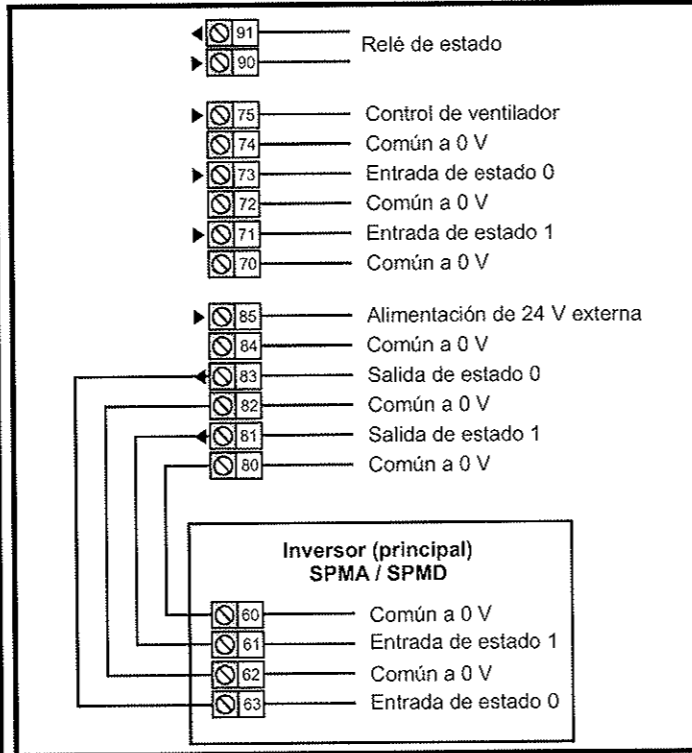 91
Relé de estado
90
75 Control de ventilador
74 Común a 0 V
73 Entrada de estado 0
72 Común a 0 V
71 Entrada de estado 1
70 Común a 0 V
85 Alimentación de 24 V externa
84 Común a 0 V
83 Salida de estado 0
82 Común a 0 V
81 Salida de estado 1
80 Común a 0 V
Inversor (principal)
SPMA / SPMD
60 Común a 0 V
61 Entrada de estado 1
62 Común a 0 V
63 Entrada de estado 0